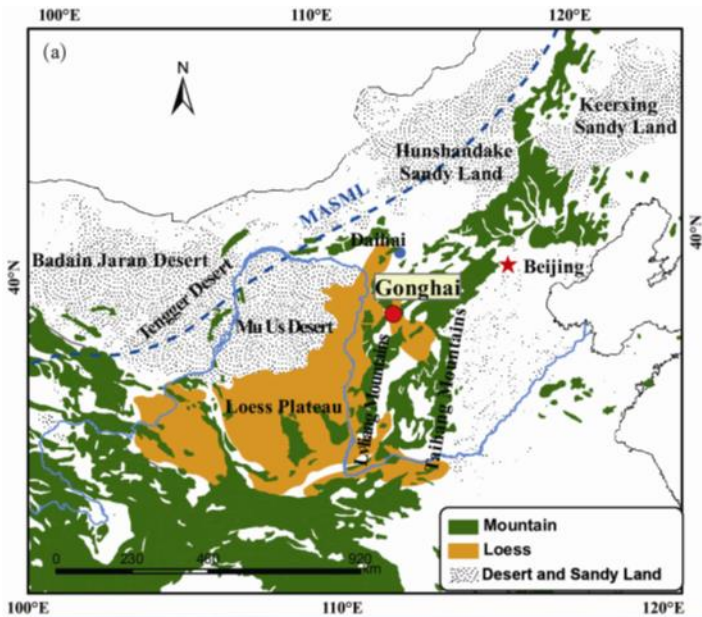 100°E
110°E
120°E
(a)
N
Keerxing
Sandy Land
Hunshandake
Sandy Land
MASML
Daihai
40°N
40°N
Badain Jaran Desert
Tengger Desert
Beijing
Gonghai
Mu Us Desert
Loess Plateau
Lvliang Mountains
Taihang Mountains
Mountain
Loess
Desert and Sandy Land
0
230
460
920
km
100°E
110°E
120°E